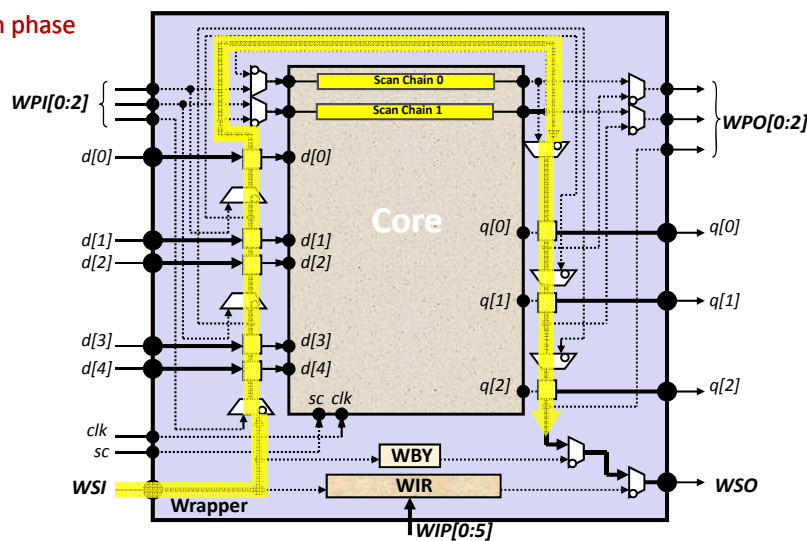 n phase
Scan Chain 0
WPI[0:2]
Scan Chain 1
WPO[0:2]
d[0]
d[0]
Core
q[0]
q[0]
d[1]
d[1]
d[2]
d[2]
q[1]
q[1]
d[3]
d[3]
d[4]
d[4]
q[2]
q[2]
sc
clk
clk
sc
WBY
WSI
WIR
WSO
Wrapper
WIP[0:5]